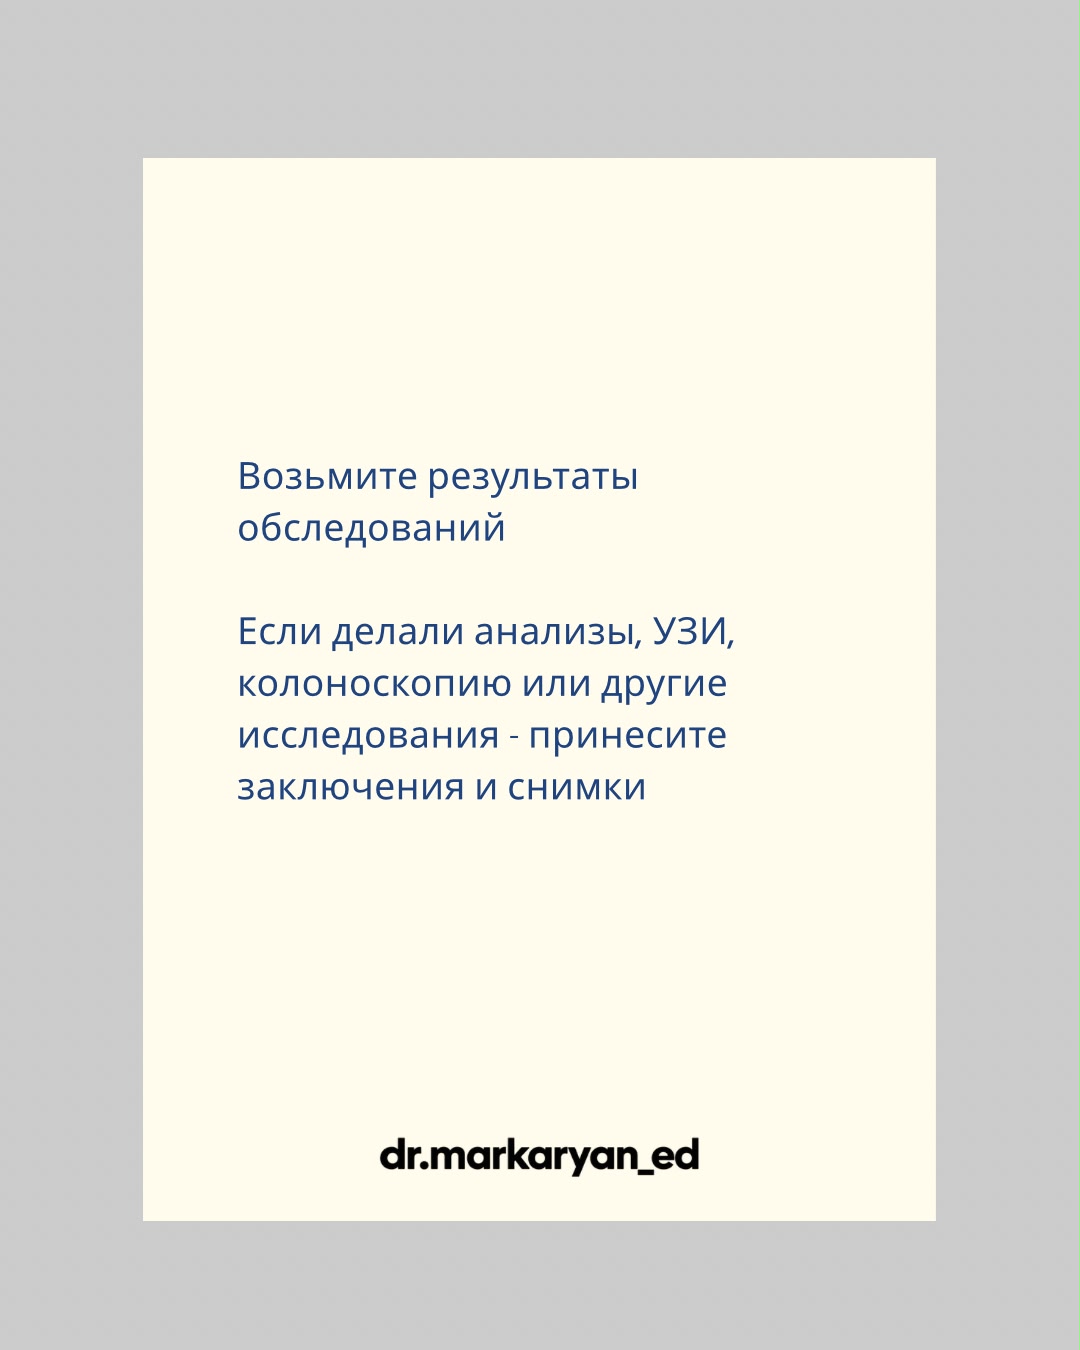 Возьмите результаты
обследований
Если делали анализы, УЗИ,
колоноскопию или другие
исследования - принесите
заключения и снимки
dr.markaryan_ed